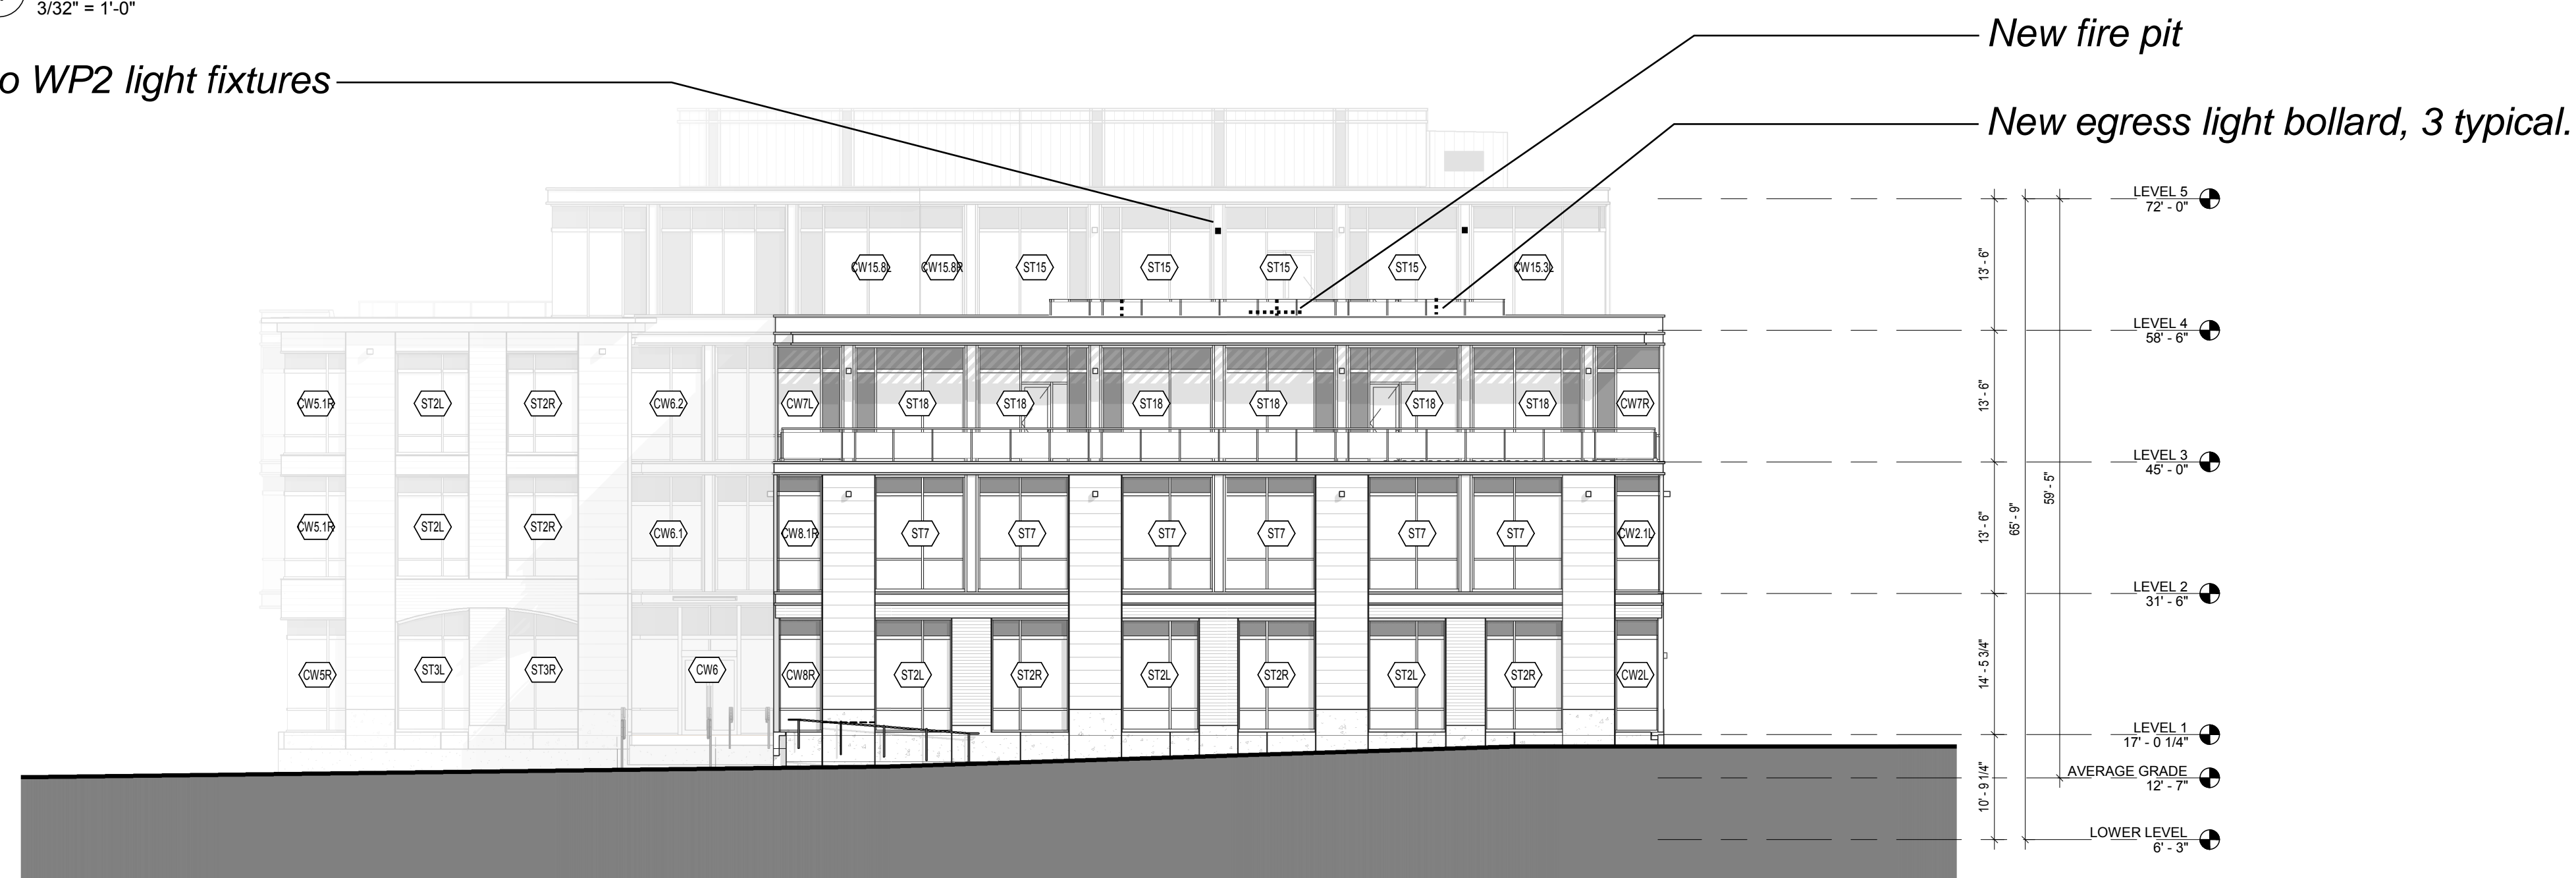 3/32" = 1'-0"
New fire pit
o WP2 light fixtures
New egress light bollard, 3 typical.
LEVEL 5
72' - 0"
CW15.8L CW15.8R ST15 ST15 ST15 ST15 CW15.3L
13' - 6"
LEVEL 4
58' - 6"
CW5.1R ST2L ST2R CW6.2 CW7L ST18 ST18 ST18 ST18 ST18 ST18 CW7R
13' - 6"
LEVEL 3
45' - 0"
59' - 5"
CW5.1R ST2L ST2R CW6.1 CW8.1R ST7 ST7 ST7 ST7 ST7 ST7 CW2.1L
13' - 6"
65' - 9"
LEVEL 2
31' - 6"
CW5R ST3L ST3R CW6 CW8R ST2L ST2R ST2L ST2R ST2L ST2R CW2L
14' - 5 3/4"
LEVEL 1
17' - 0 1/4"
AVERAGE GRADE
12' - 7"
10' - 9 1/4"
LOWER LEVEL
6' - 3"